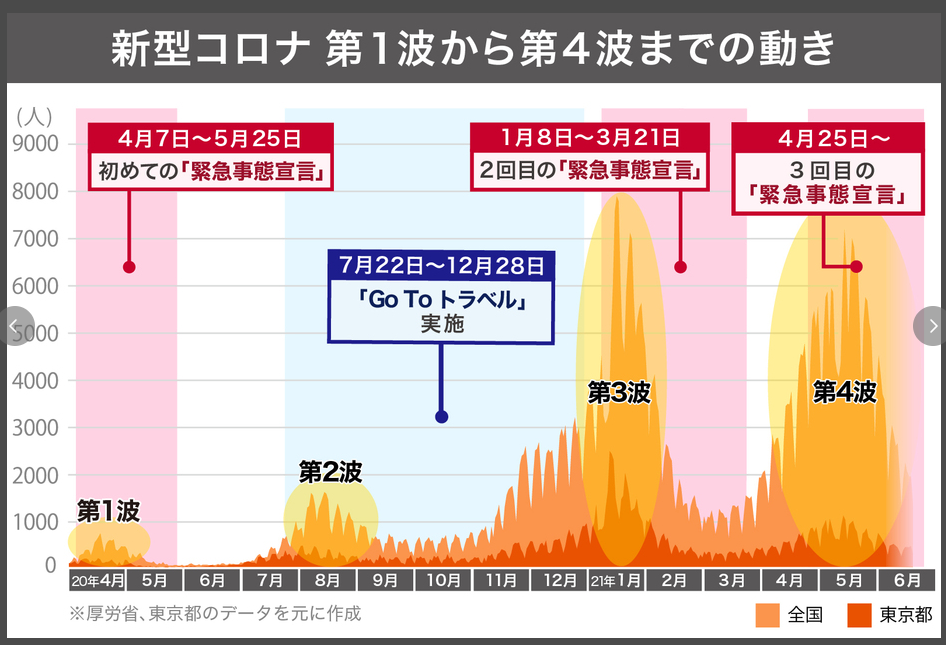 新型コロナ 第1波から第4波までの動き
(人)
9000
8000
7000
6000
5000
4000
3000
2000
1000
0
4月7日〜5月25日
初めての「緊急事態宣言」
1月8日〜3月21日
2回目の「緊急事態宣言」
4月25日〜
3回目の
「緊急事態宣言」
7月22日〜12月28日
「Go To トラベル」
実施
第1波
第2波
第3波
第4波
20年4月 5月 6月 7月 8月 9月 10月 11月 12月 21年1月 2月 3月 4月 5月 6月
※厚労省、東京都のデータを元に作成
全国 東京都